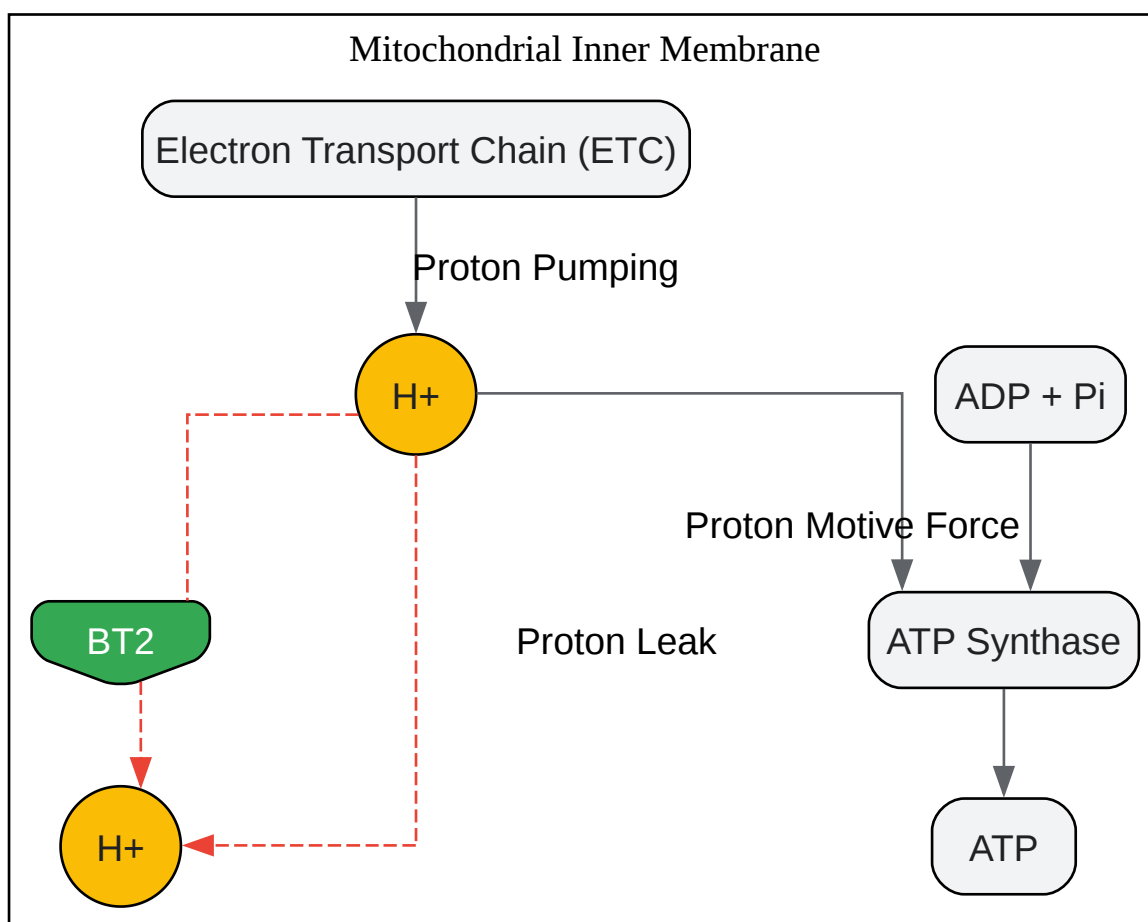 Mitochondrial Inner Membrane
Electron Transport Chain (ETC)
Proton Pumping
H+
ADP + Pi
Proton Motive Force
BT2
Proton Leak
ATP Synthase
H+
ATP